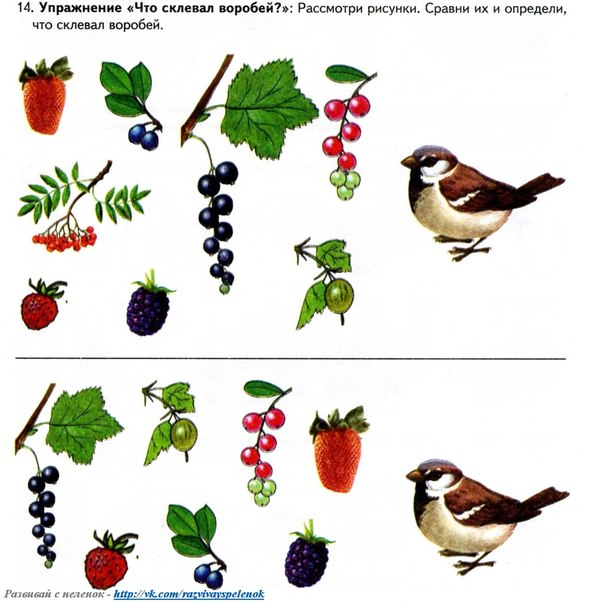 14. Упражнение «Что склевал воробей?»: Рассмотри рисунки. Сравни их и определи,
что склевал воробей.
Развивай с пеленок - http://vk.com/razvivayspelenok